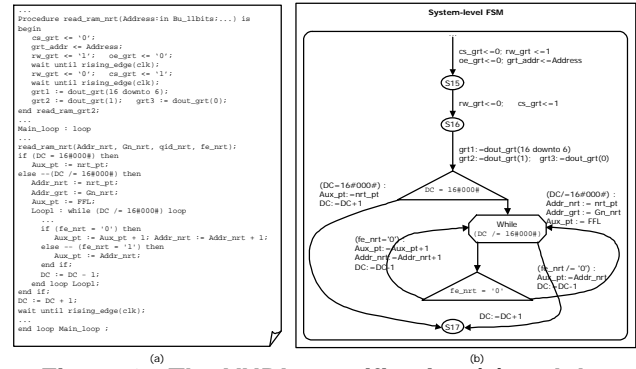 ...
Procedure read_ram_nrt(Address:in Bu_11bits;...) is
begin
cs_grt <= '0';
grt_addr <= Address;
rw_grt <= '1'; oe_grt <= '0';
wait until rising_edge(clk);
rw_grt <= '0'; cs_grt <= '1';
wait until rising_edge(clk);
grt1 := dout_grt(16 downto 6);
grt2 := dout_grt(1); grt3 := dout_grt(0);
end read_ram_grt2;
...
Main_loop : loop
...
read_ram_nrt(Addr_nrt, Gn_nrt, qid_nrt, fe_nrt);
if (DC = 16#000#) then
Aux_pt := nrt_pt;
else --(DC /= 16#000#) then
Addr_nrt := nrt_pt;
Addr_grt := Gn_nrt;
Aux_pt := FFL;
Loop1 : while (DC /= 16#000#) loop
...
if (fe_nrt = '0') then
Aux_pt := Aux_pt + 1; Addr_nrt := Addr_nrt + 1;
else -- (fe_nrt = '1') then
Aux_pt := Addr_nrt;
end if;
DC := DC - 1;
end loop Loop1;
end if;
DC := DC + 1;
wait until rising_edge(clk);
...
end loop Main_loop ;
(a)
System-level FSM
...
cs_grt<=0; rw_grt <=1
oe_grt<=0; grt_addr<=Address
S15
rw_grt<=0; cs_grt<=1
S16
grt1:=dout_grt(16 downto 6)
grt2:=dout_grt(1); grt3:=dout_grt(0)
(DC=16#000#) :
Aux_pt:=nrt_pt
DC:=DC+1
DC = 16#000#
(DC/=16#000#) :
Addr_nrt := nrt_pt
Addr_grt := Gn_nrt
Aux_pt := FFL
While
(DC /= 16#000#)
(fe_nrt='0') :
Aux_pt:=Aux_pt+1
Addr_nrt:=Addr_nrt+1
DC:=DC-1
(fe_nrt /= '0') :
Aux_pt:=Addr_nrt
DC:=DC-1
fe_nrt = '0'
DC:=DC+1
S17
(b)